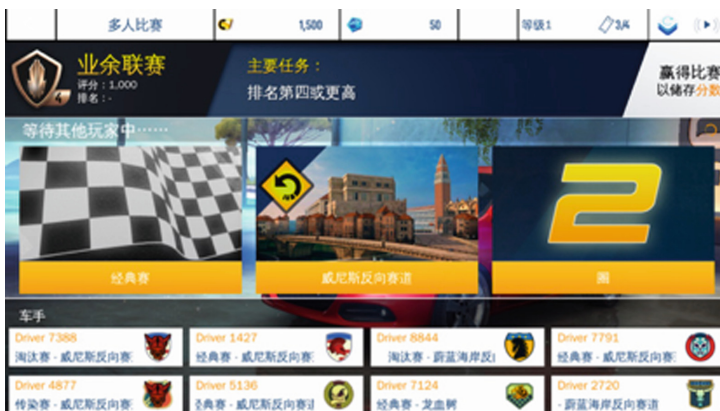 多人比赛
1,500
50
等级1
3/4
业余联赛
评分：1,000
排名：-
4
主要任务：
排名第四或更高
赢得比赛
以储存分数
等待其他玩家中……
2
经典赛
威尼斯反向赛道
圈
车手
Driver 7388
淘汰赛 - 威尼斯反向赛
Driver 1427
经典赛 - 威尼斯反向赛
Driver 8844
淘汰赛 - 蔚蓝海岸反
Driver 7791
经典赛 - 威尼斯反向赛
Driver 4877
传染赛 - 威尼斯反向赛
Driver 5136
典赛 - 威尼斯反向赛
Driver 7124
经典赛 - 龙血树
Driver 2720
- 蔚蓝海岸反向赛道